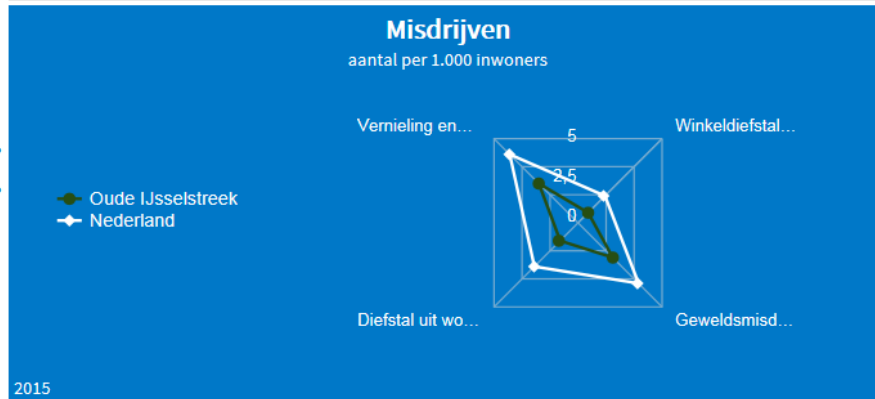 Misdrijven
aantal per 1.000 inwoners
Vernieling en...
5
Winkeldiefstal...
2,5
Oude IJsselstreek
Nederland
0
Diefstal uit wo...
Geweldsmisd...
2015